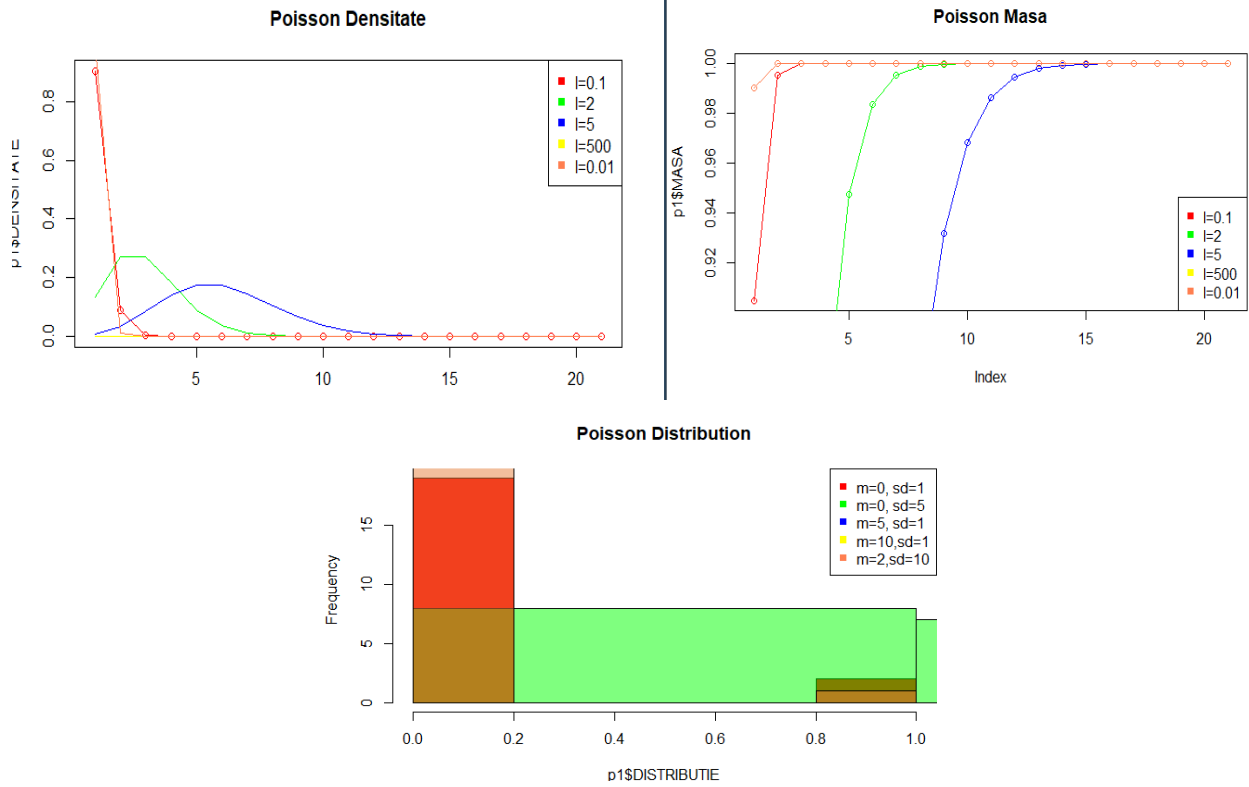 Poisson Densitate
p1$DENSITATE
0.0 0.2 0.4 0.6 0.8
5 10 15 20
l=0.1
l=2
l=5
l=500
l=0.01
Poisson Masa
p1$MASA
0.92 0.94 0.96 0.98 1.00
5 10 15 20
Index
l=0.1
l=2
l=5
l=500
l=0.01
Poisson Distribution
Frequency
0 5 10 15
0.0 0.2 0.4 0.6 0.8 1.0
p1$DISTRIBUTIE
m=0, sd=1
m=0, sd=5
m=5, sd=1
m=10,sd=1
m=2,sd=10